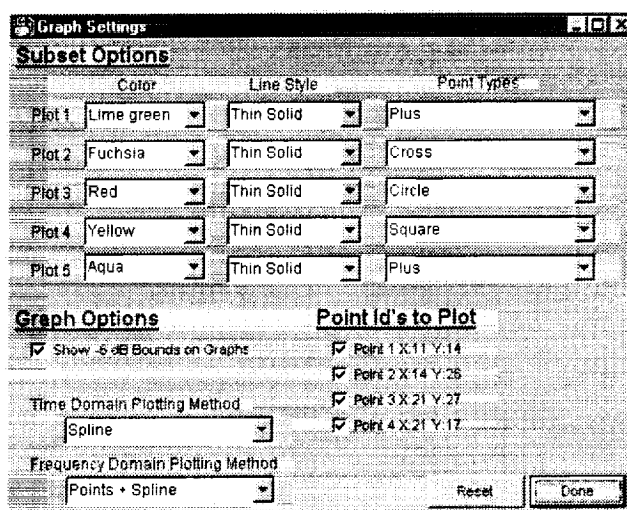 Graph Settings
Subset Options
Color Line Style Point Types
Plot 1 Lime green Thin Solid Plus
Plot 2 Fuchsia Thin Solid Cross
Plot 3 Red Thin Solid Circle
Plot 4 Yellow Thin Solid Square
Plot 5 Aqua Thin Solid Plus
Graph Options
Show -6 dB Bounds on Graphs
Time Domain Plotting Method
Spline
Frequency Domain Plotting Method
Points + Spline
Point Id's to Plot
Point 1 X:11 Y:14
Point 2 X:14 Y:26
Point 3 X:21 Y:27
Point 4 X:21 Y:17
Reset Done